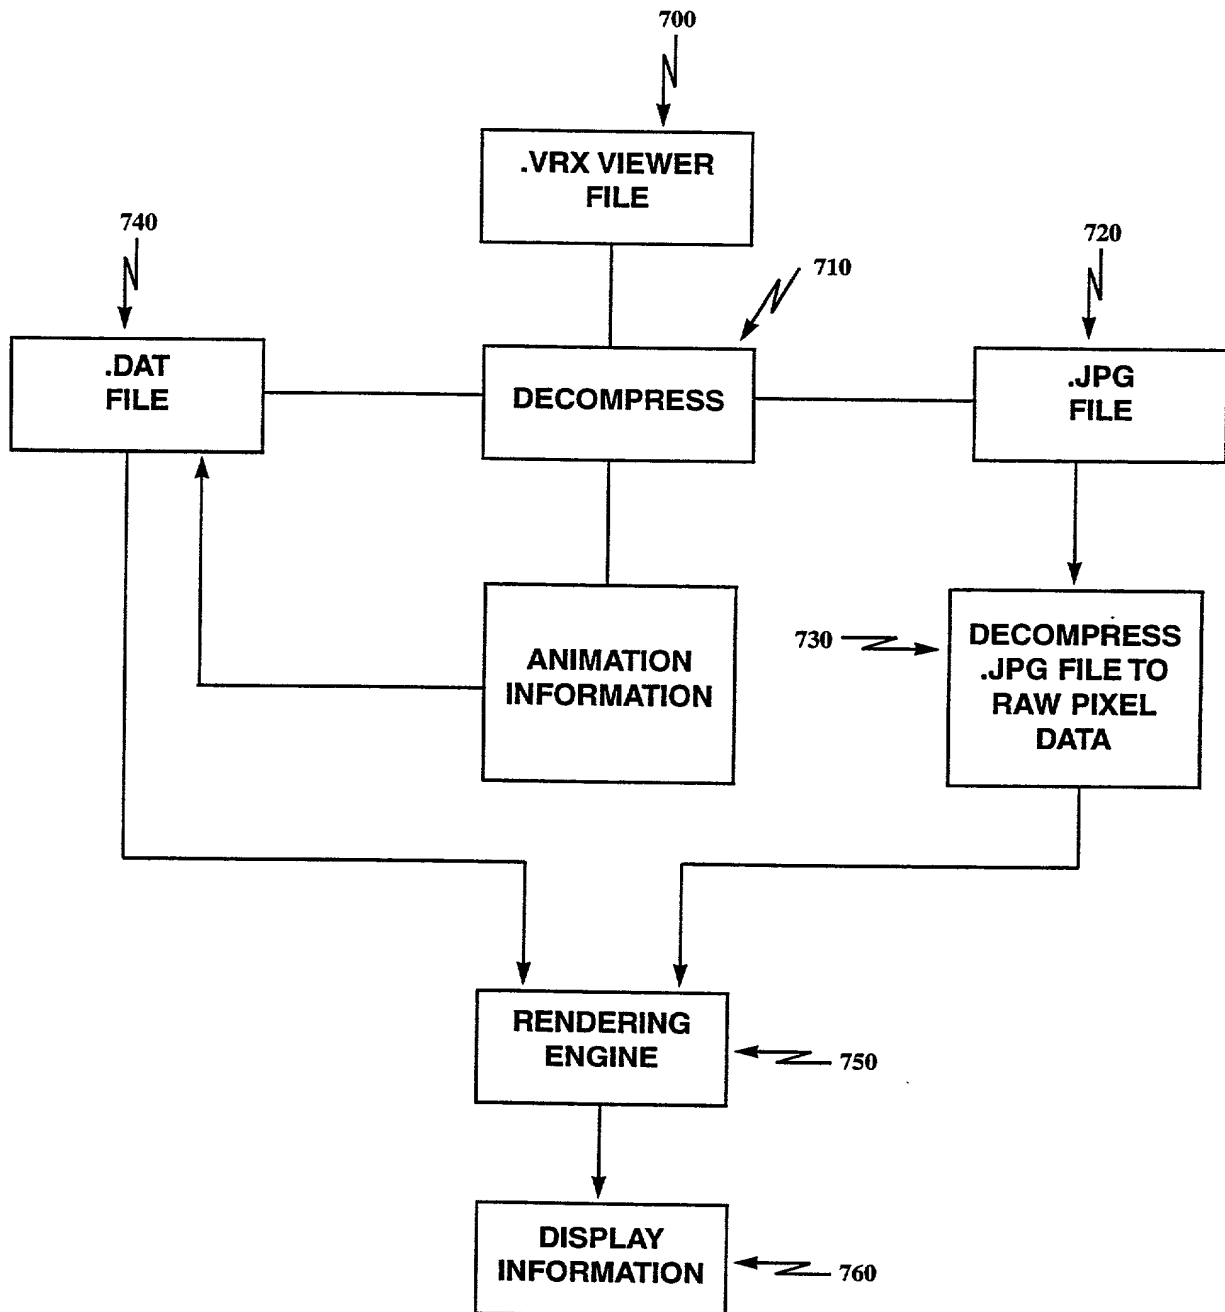 700
.VRX VIEWER
FILE
740
720
710
.DAT
FILE
DECOMPRESS
.JPG
FILE
ANIMATION
INFORMATION
730
DECOMPRESS
.JPG FILE TO
RAW PIXEL
DATA
RENDERING
ENGINE
750
DISPLAY
INFORMATION
760